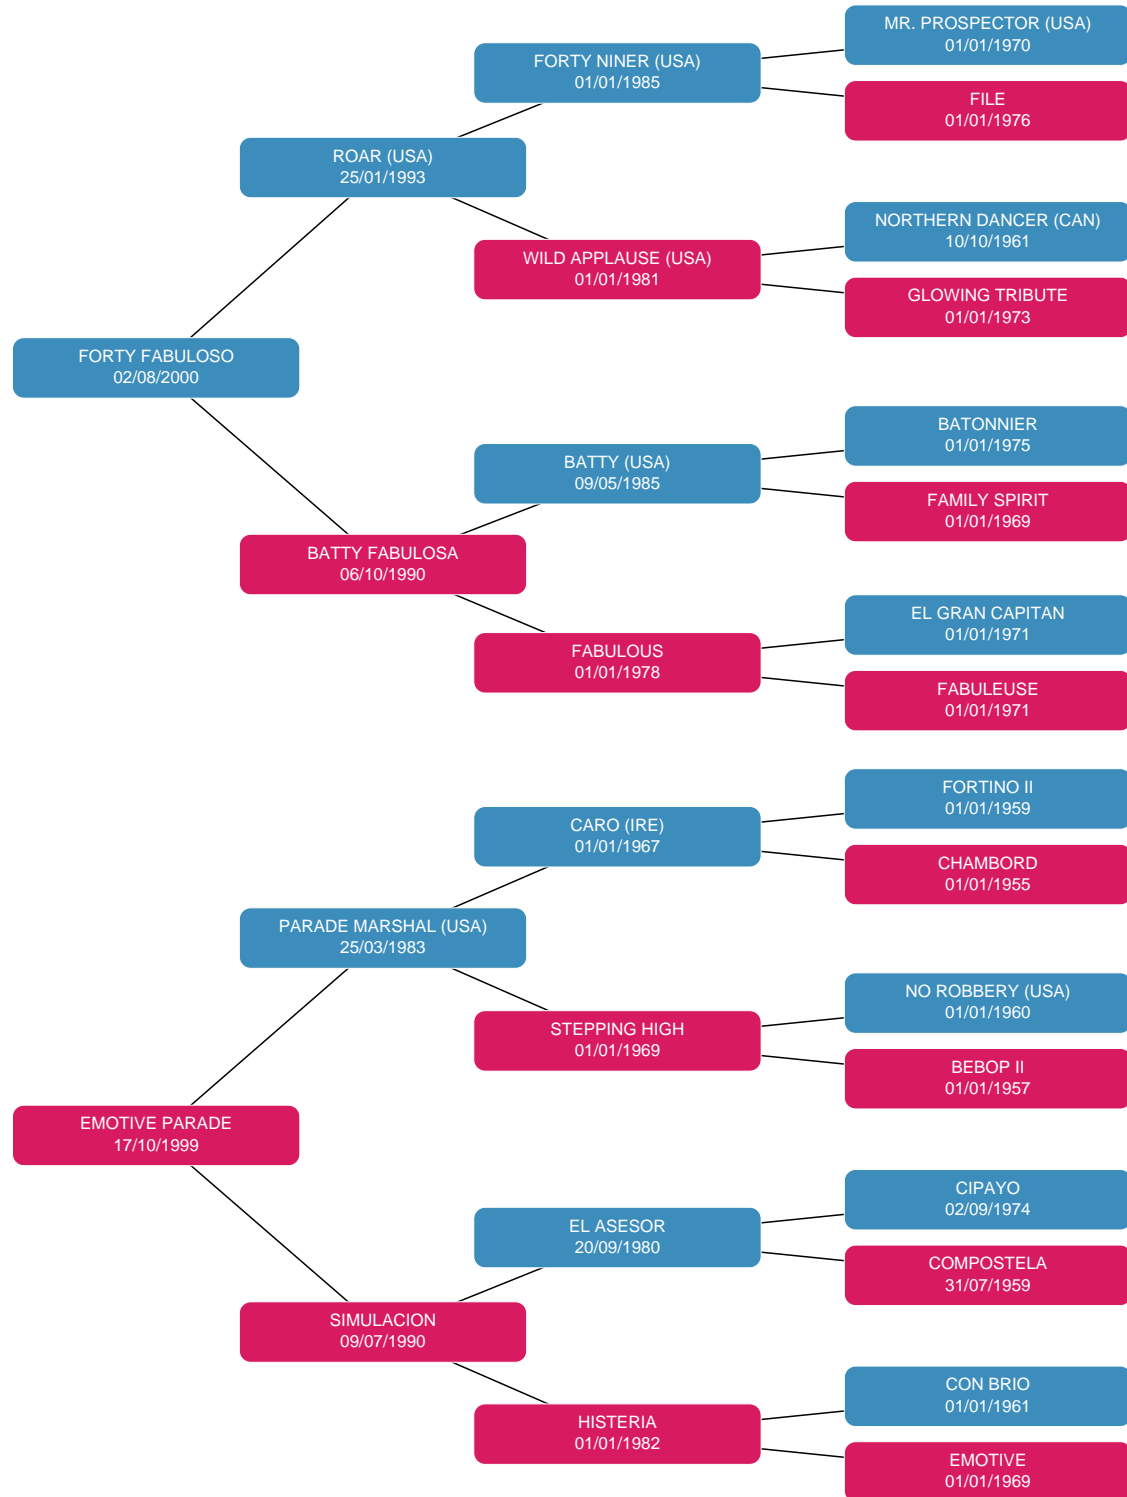 MR. PROSPECTOR (USA)
01/01/1970
FORTY NINER (USA)
01/01/1985
FILE
01/01/1976
ROAR (USA)
25/01/1993
NORTHERN DANCER (CAN)
10/10/1961
WILD APPLAUSE (USA)
01/01/1981
GLOWING TRIBUTE
01/01/1973
FORTY FABULOSO
02/08/2000
BATONNIER
01/01/1975
BATTY (USA)
09/05/1985
FAMILY SPIRIT
01/01/1969
BATTY FABULOSA
06/10/1990
EL GRAN CAPITAN
01/01/1971
FABULOUS
01/01/1978
FABULEUSE
01/01/1971
FORTINO II
01/01/1959
CARO (IRE)
01/01/1967
CHAMBORD
01/01/1955
PARADE MARSHAL (USA)
25/03/1983
NO ROBBERY (USA)
01/01/1960
STEPPING HIGH
01/01/1969
BEBOP II
01/01/1957
EMOTIVE PARADE
17/10/1999
CIPAYO
02/09/1974
EL ASESOR
20/09/1980
COMPOSTELA
31/07/1959
SIMULACION
09/07/1990
CON BRIO
01/01/1961
HISTERIA
01/01/1982
EMOTIVE
01/01/1969